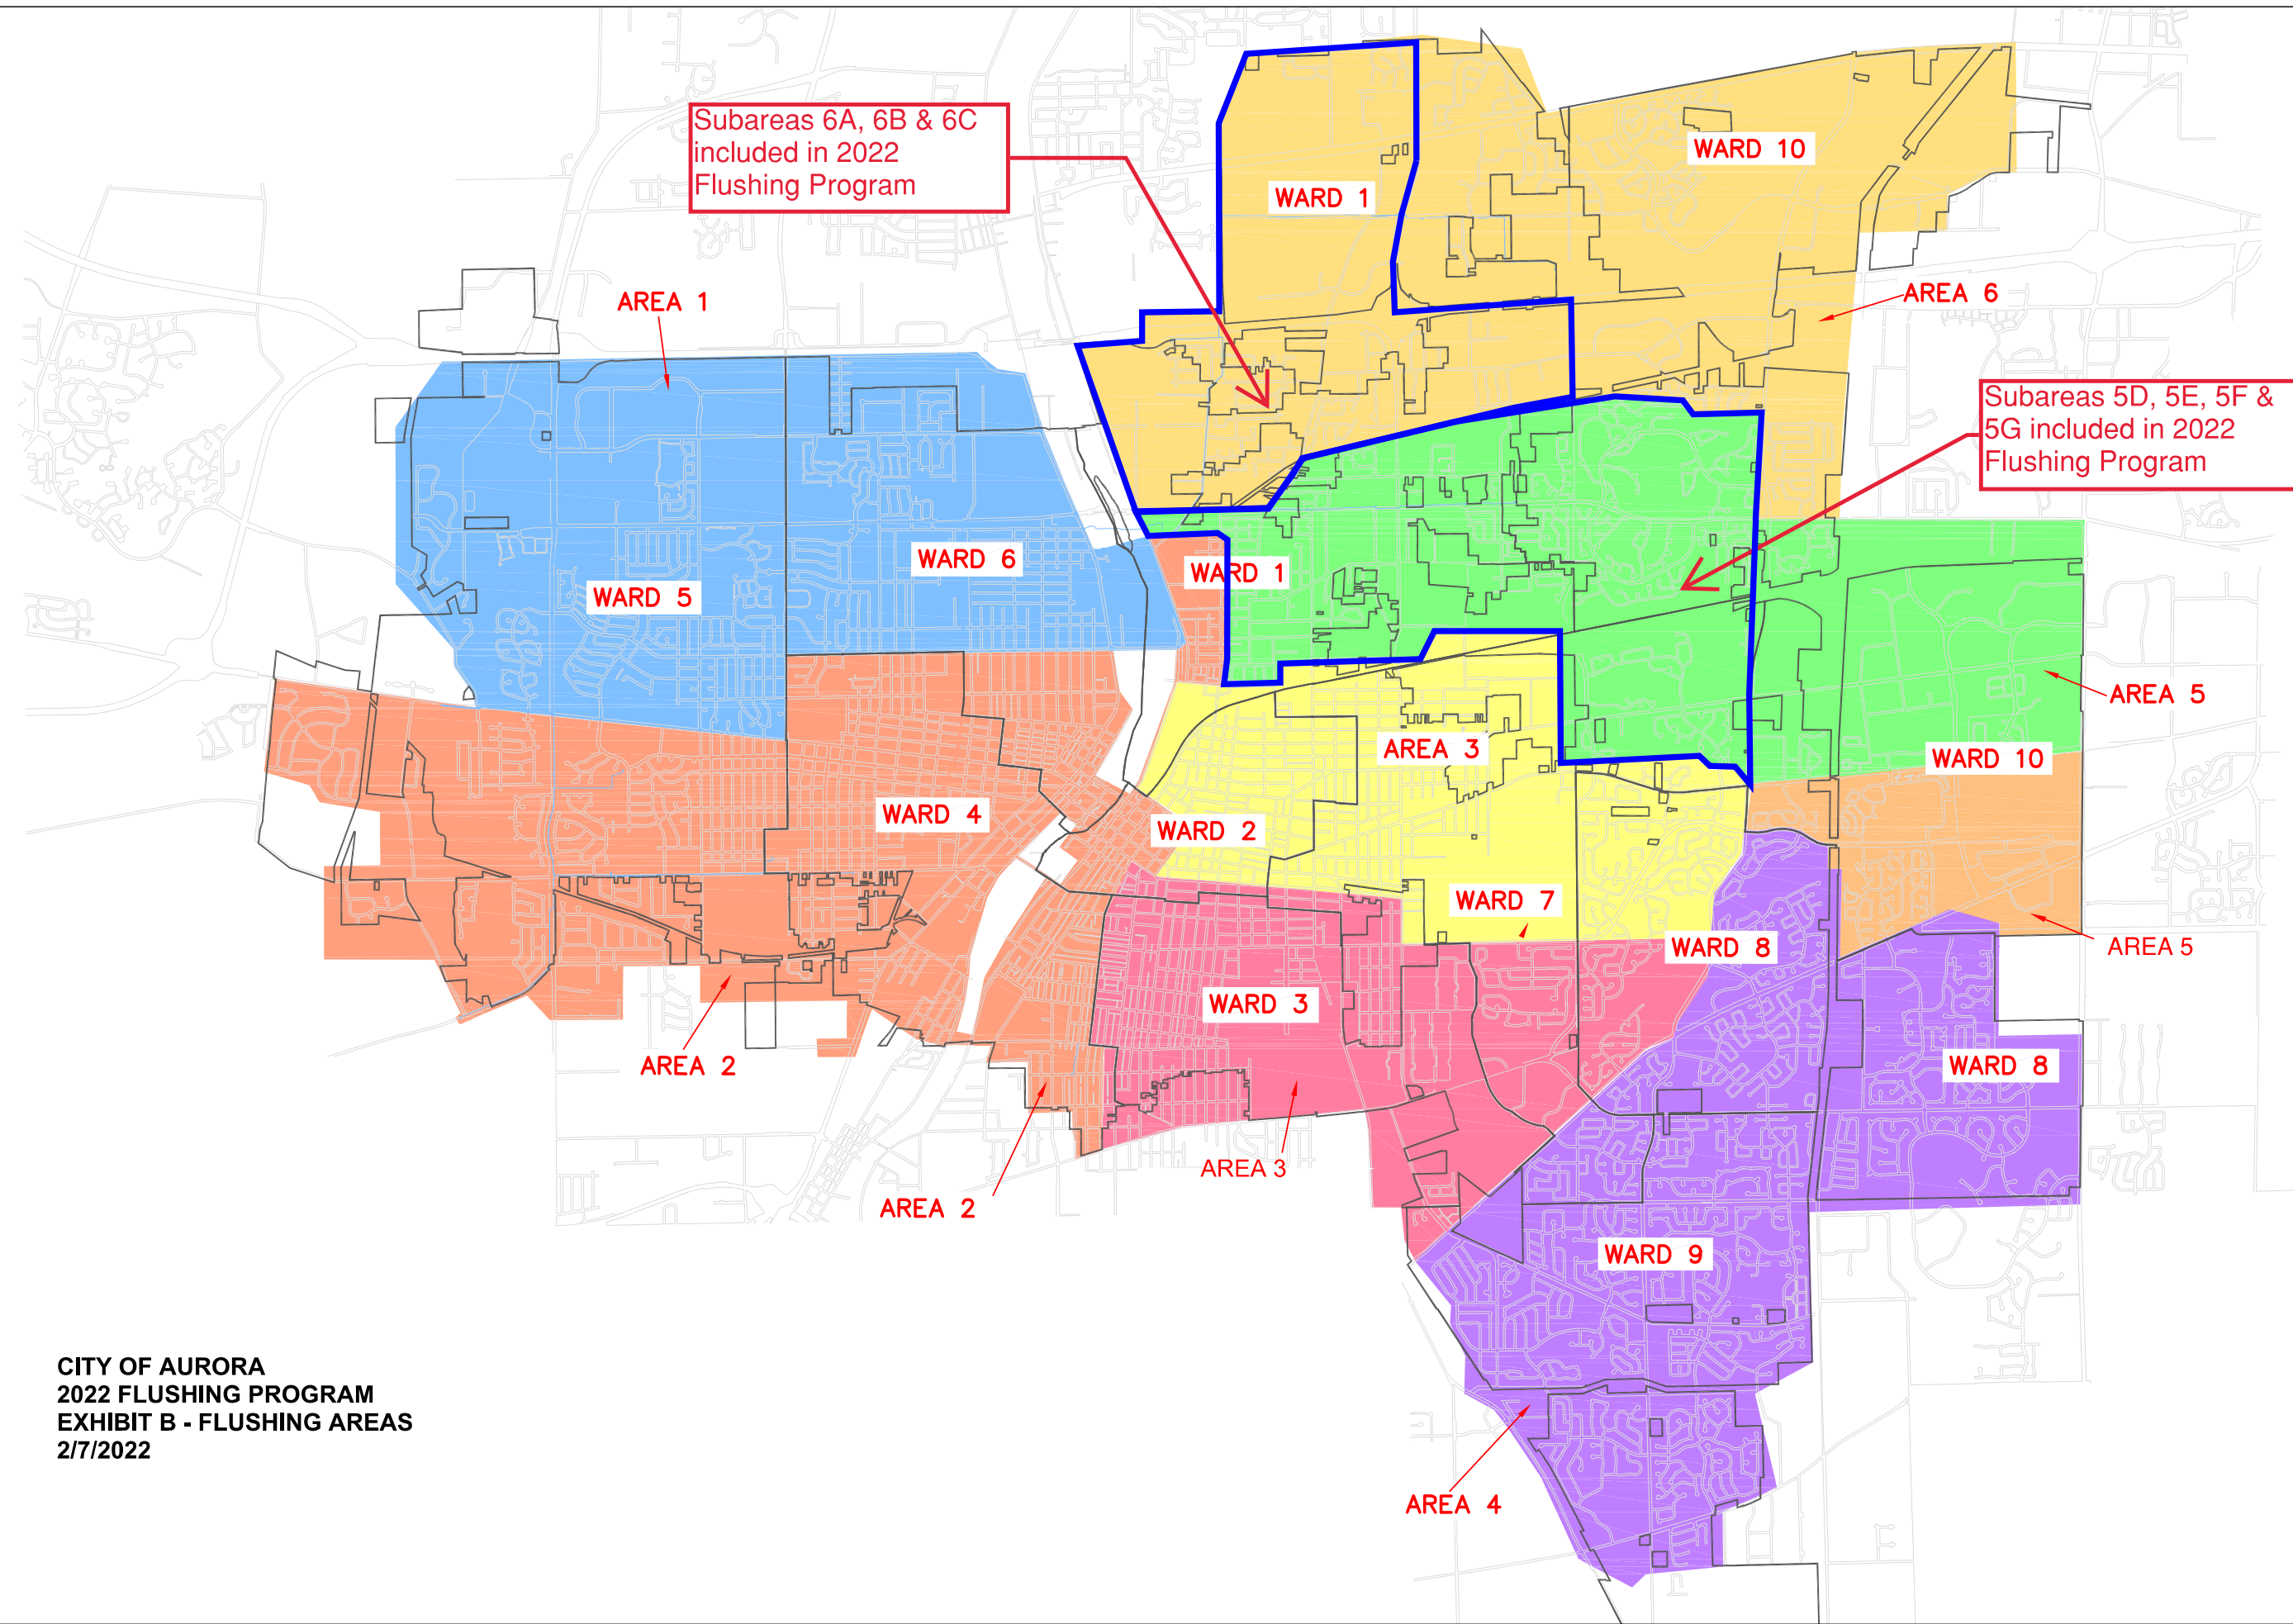 Subareas 6A, 6B & 6C
included in 2022
Flushing Program
WARD 10
WARD 1
AREA 1
AREA 6
Subareas 5D, 5E, 5F &
5G included in 2022
Flushing Program
WARD 6
WARD 1
WARD 5
AREA 5
AREA 3
WARD 10
WARD 4
WARD 2
WARD 7
WARD 8
AREA 5
WARD 3
AREA 2
WARD 8
AREA 3
AREA 2
WARD 9
CITY OF AURORA
2022 FLUSHING PROGRAM
EXHIBIT B - FLUSHING AREAS
2/7/2022
AREA 4